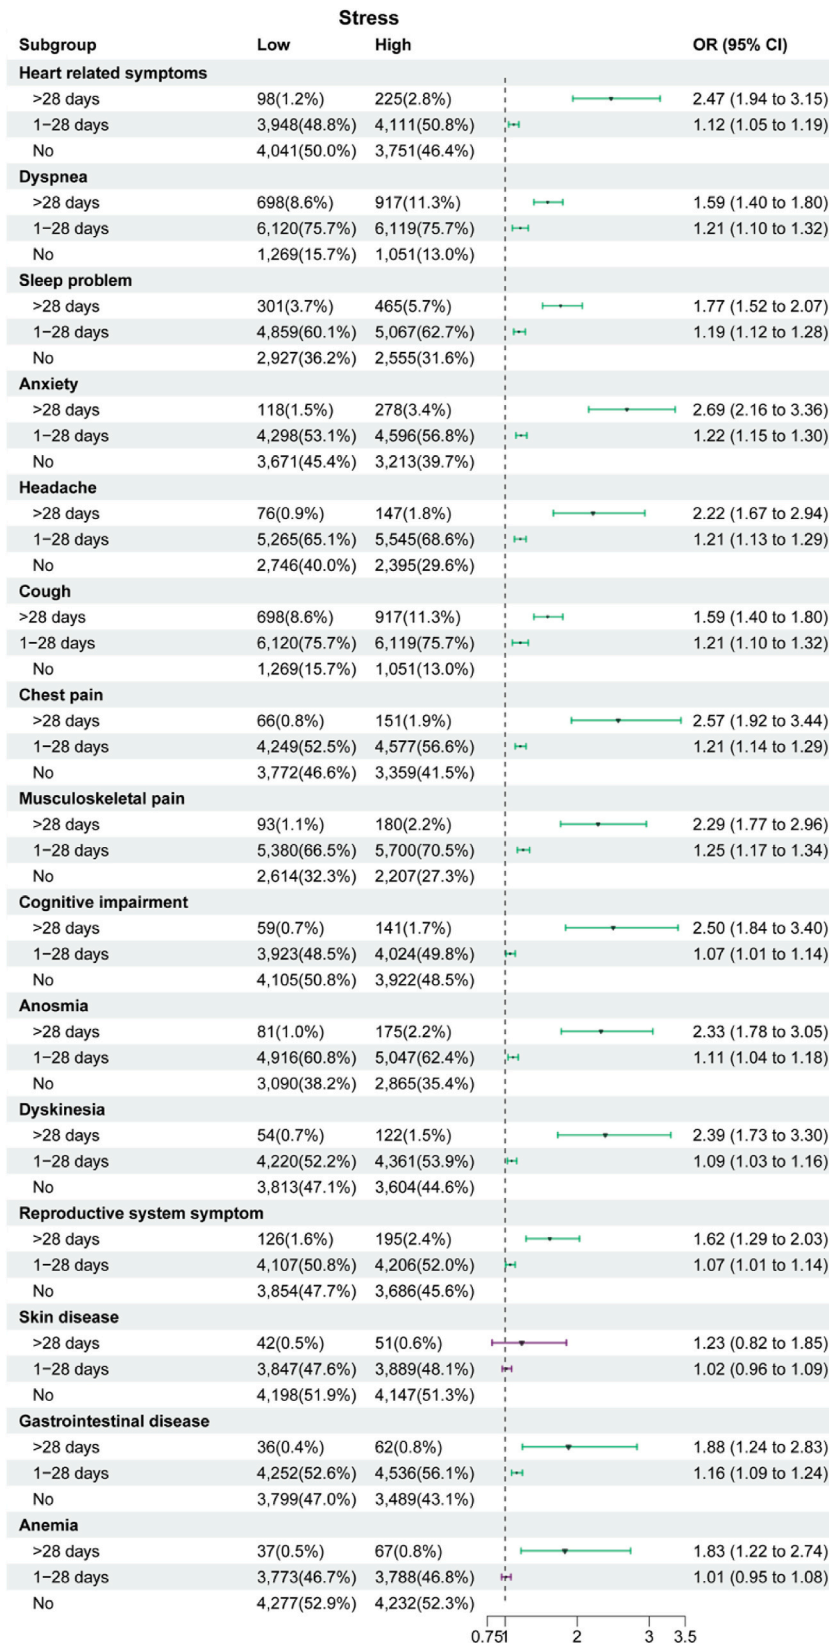 Stress
Subgroup Low High OR (95% CI)
Heart related symptoms
>28 days 98(1.2%) 225(2.8%) 2.47 (1.94 to 3.15)
1−28 days 3,948(48.8%) 4,111(50.8%) 1.12 (1.05 to 1.19)
No 4,041(50.0%) 3,751(46.4%)
Dyspnea
>28 days 698(8.6%) 917(11.3%) 1.59 (1.40 to 1.80)
1−28 days 6,120(75.7%) 6,119(75.7%) 1.21 (1.10 to 1.32)
No 1,269(15.7%) 1,051(13.0%)
Sleep problem
>28 days 301(3.7%) 465(5.7%) 1.77 (1.52 to 2.07)
1−28 days 4,859(60.1%) 5,067(62.7%) 1.19 (1.12 to 1.28)
No 2,927(36.2%) 2,555(31.6%)
Anxiety
>28 days 118(1.5%) 278(3.4%) 2.69 (2.16 to 3.36)
1−28 days 4,298(53.1%) 4,596(56.8%) 1.22 (1.15 to 1.30)
No 3,671(45.4%) 3,213(39.7%)
Headache
>28 days 76(0.9%) 147(1.8%) 2.22 (1.67 to 2.94)
1−28 days 5,265(65.1%) 5,545(68.6%) 1.21 (1.13 to 1.29)
No 2,746(40.0%) 2,395(29.6%)
Cough
>28 days 698(8.6%) 917(11.3%) 1.59 (1.40 to 1.80)
1−28 days 6,120(75.7%) 6,119(75.7%) 1.21 (1.10 to 1.32)
No 1,269(15.7%) 1,051(13.0%)
Chest pain
>28 days 66(0.8%) 151(1.9%) 2.57 (1.92 to 3.44)
1−28 days 4,249(52.5%) 4,577(56.6%) 1.21 (1.14 to 1.29)
No 3,772(46.6%) 3,359(41.5%)
Musculoskeletal pain
>28 days 93(1.1%) 180(2.2%) 2.29 (1.77 to 2.96)
1−28 days 5,380(66.5%) 5,700(70.5%) 1.25 (1.17 to 1.34)
No 2,614(32.3%) 2,207(27.3%)
Cognitive impairment
>28 days 59(0.7%) 141(1.7%) 2.50 (1.84 to 3.40)
1−28 days 3,923(48.5%) 4,024(49.8%) 1.07 (1.01 to 1.14)
No 4,105(50.8%) 3,922(48.5%)
Anosmia
>28 days 81(1.0%) 175(2.2%) 2.33 (1.78 to 3.05)
1−28 days 4,916(60.8%) 5,047(62.4%) 1.11 (1.04 to 1.18)
No 3,090(38.2%) 2,865(35.4%)
Dyskinesia
>28 days 54(0.7%) 122(1.5%) 2.39 (1.73 to 3.30)
1−28 days 4,220(52.2%) 4,361(53.9%) 1.09 (1.03 to 1.16)
No 3,813(47.1%) 3,604(44.6%)
Reproductive system symptom
>28 days 126(1.6%) 195(2.4%) 1.62 (1.29 to 2.03)
1−28 days 4,107(50.8%) 4,206(52.0%) 1.07 (1.01 to 1.14)
No 3,854(47.7%) 3,686(45.6%)
Skin disease
>28 days 42(0.5%) 51(0.6%) 1.23 (0.82 to 1.85)
1−28 days 3,847(47.6%) 3,889(48.1%) 1.02 (0.96 to 1.09)
No 4,198(51.9%) 4,147(51.3%)
Gastrointestinal disease
>28 days 36(0.4%) 62(0.8%) 1.88 (1.24 to 2.83)
1−28 days 4,252(52.6%) 4,536(56.1%) 1.16 (1.09 to 1.24)
No 3,799(47.0%) 3,489(43.1%)
Anemia
>28 days 37(0.5%) 67(0.8%) 1.83 (1.22 to 2.74)
1−28 days 3,773(46.7%) 3,788(46.8%) 1.01 (0.95 to 1.08)
No 4,277(52.9%) 4,232(52.3%)
0.75 1 2 3 3.5